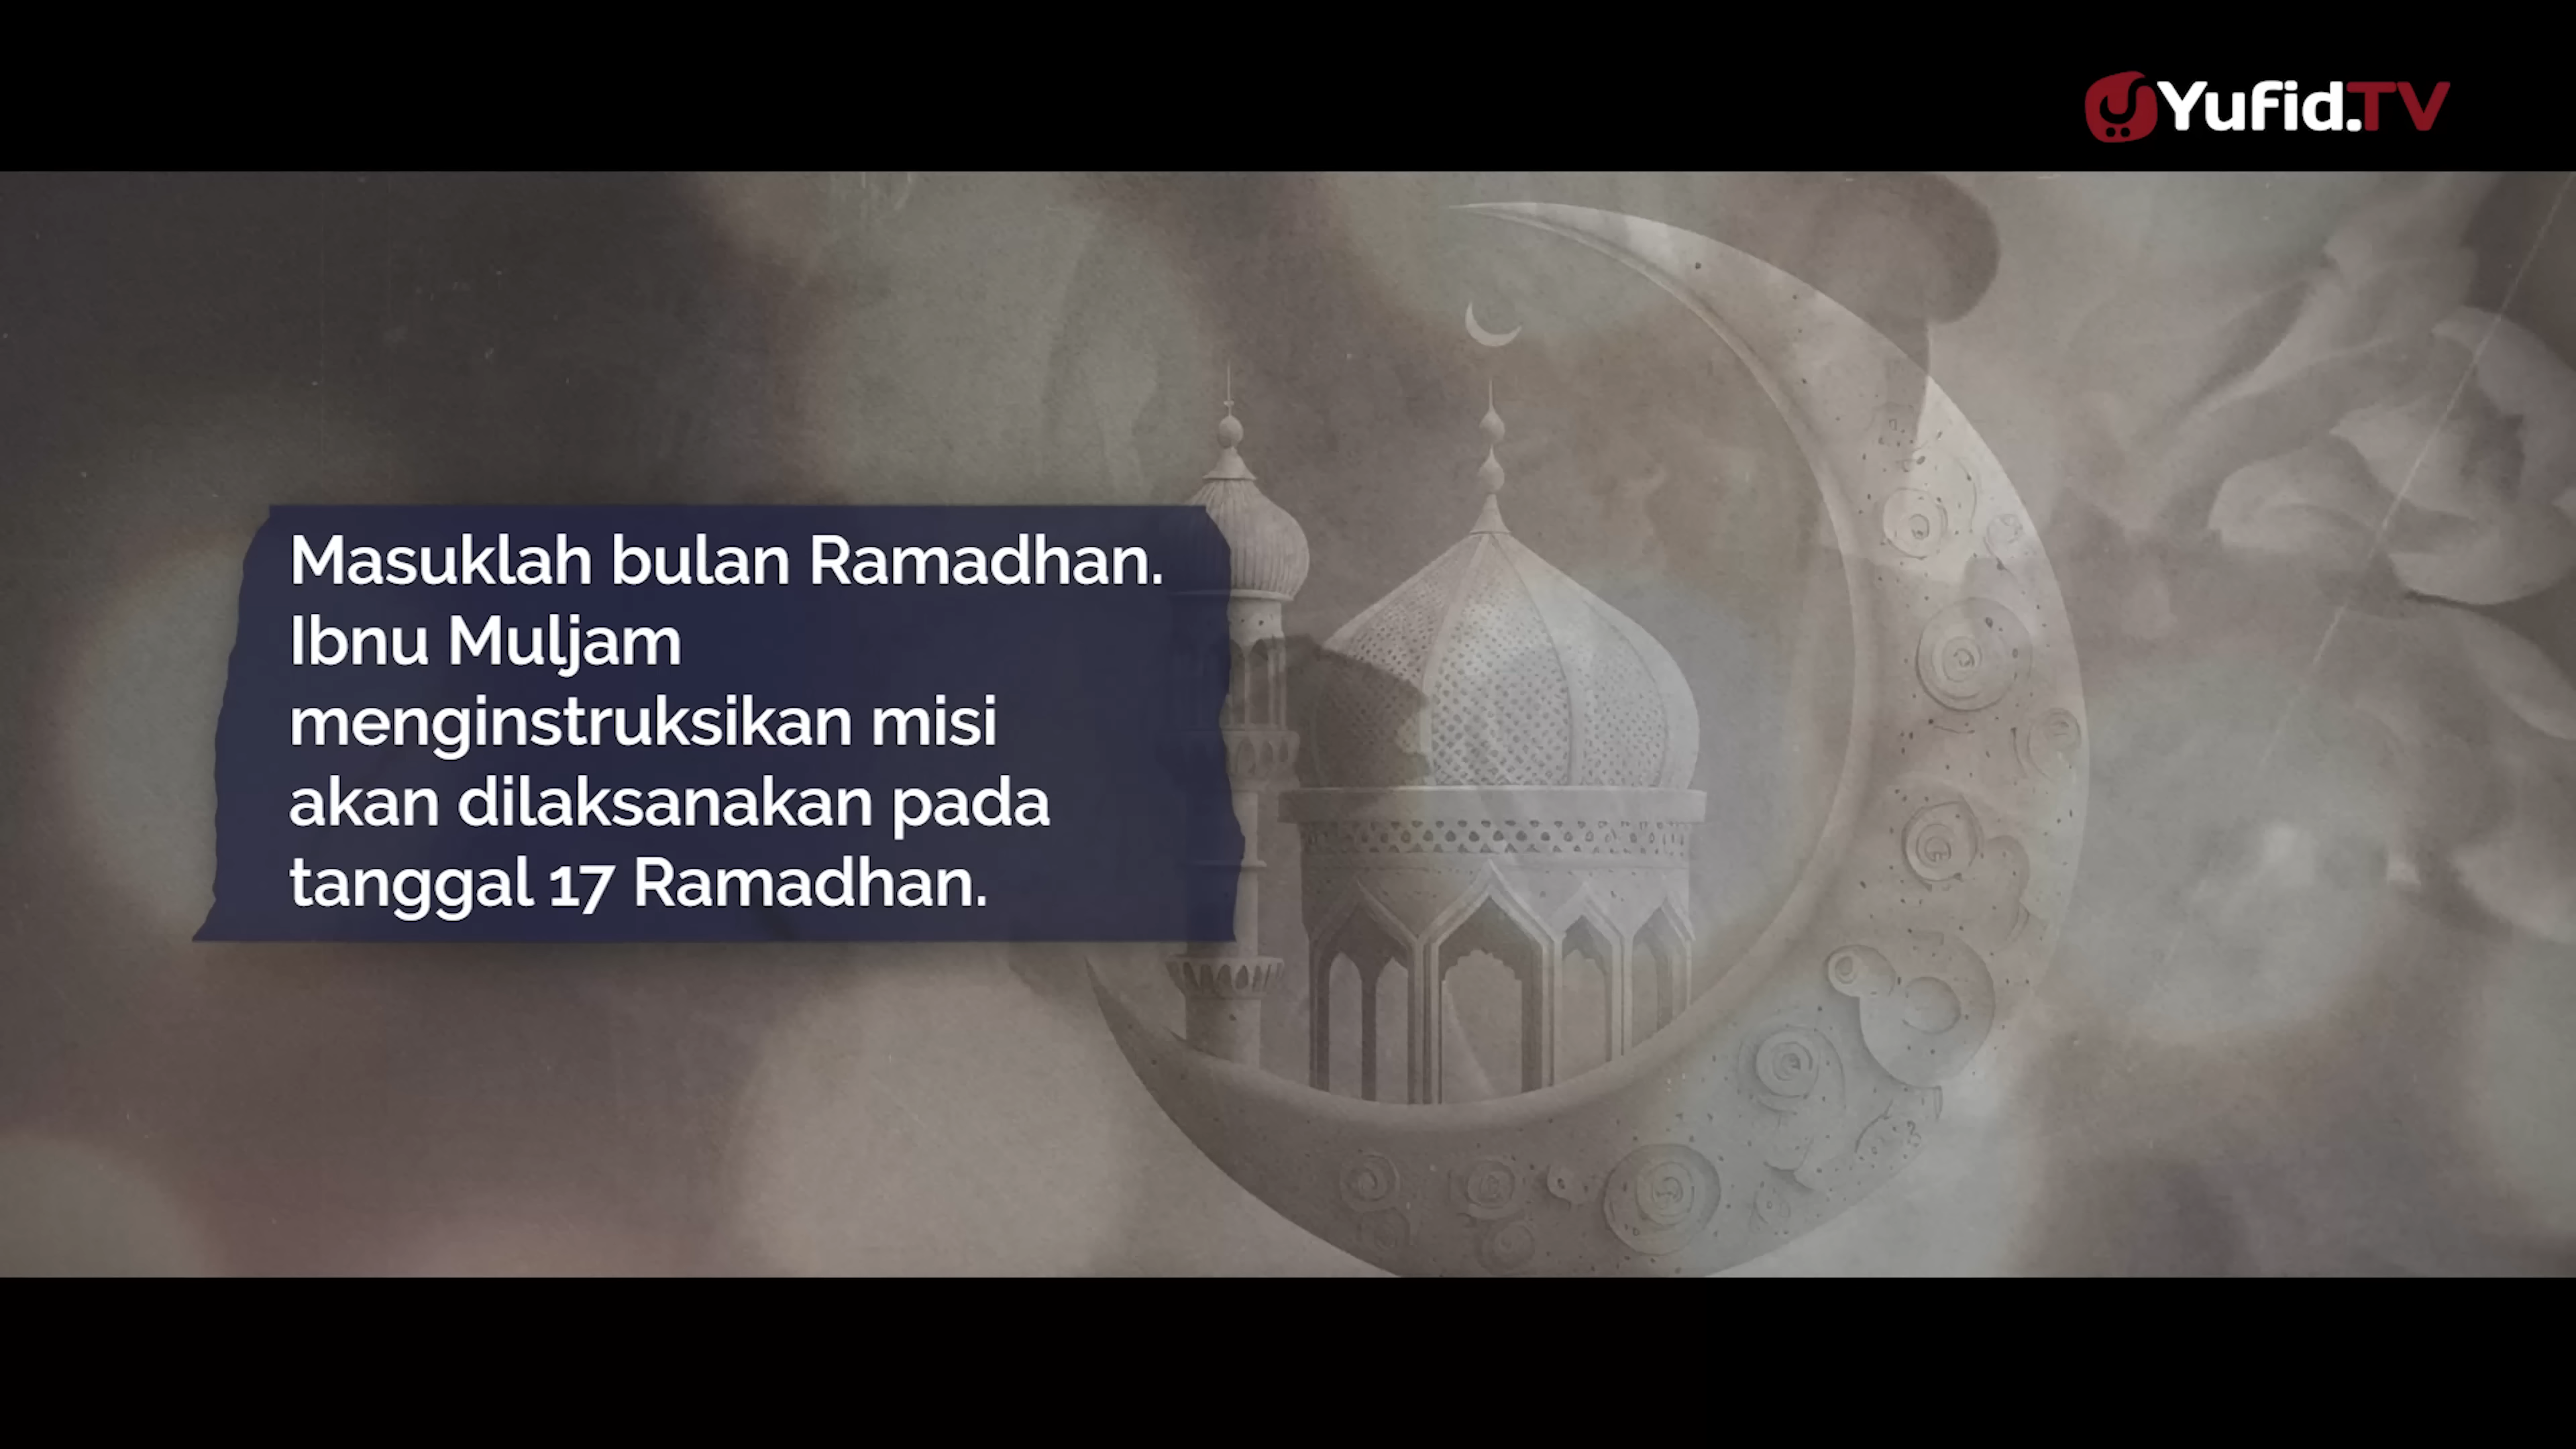 Yufid.TV
Masuklah bulan Ramadhan.
Ibnu Muljam
menginstruksikan misi
akan dilaksanakan pada
tanggal 17 Ramadhan.